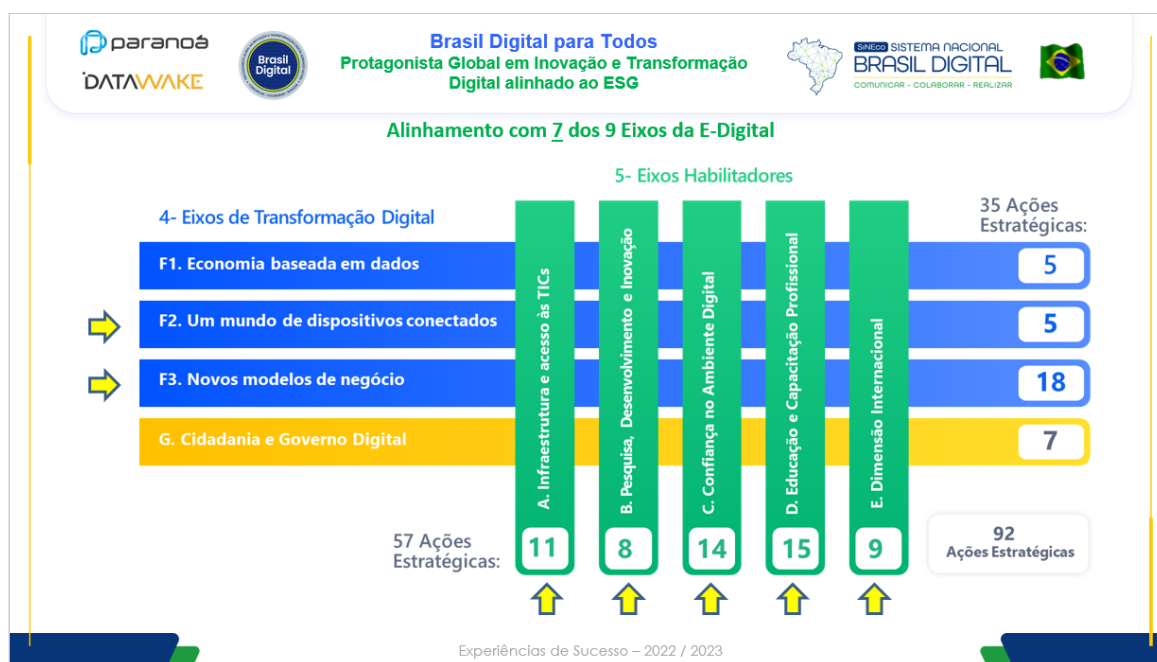 paranoá
DATAWAKE
Brasil
Digital
Brasil Digital para Todos
Protagonista Global em Inovação e Transformação
Digital alinhado ao ESG
SiNEco SISTEMA NACIONAL
BRASIL DIGITAL
COMUNICAR - COLABORAR - REALIZAR
Alinhamento com 7 dos 9 Eixos da E-Digital
5- Eixos Habilitadores
4- Eixos de Transformação Digital
35 Ações
Estratégicas:
F1. Economia baseada em dados
5
F2. Um mundo de dispositivos conectados
5
F3. Novos modelos de negócio
18
G. Cidadania e Governo Digital
7
A. Infraestrutura e acesso às TICs
B. Pesquisa, Desenvolvimento e Inovação
C. Confiança no Ambiente Digital
D. Educação e Capacitação Profissional
E. Dimensão Internacional
57 Ações
Estratégicas:
11
8
14
15
9
92
Ações Estratégicas
Experiências de Sucesso – 2022 / 2023